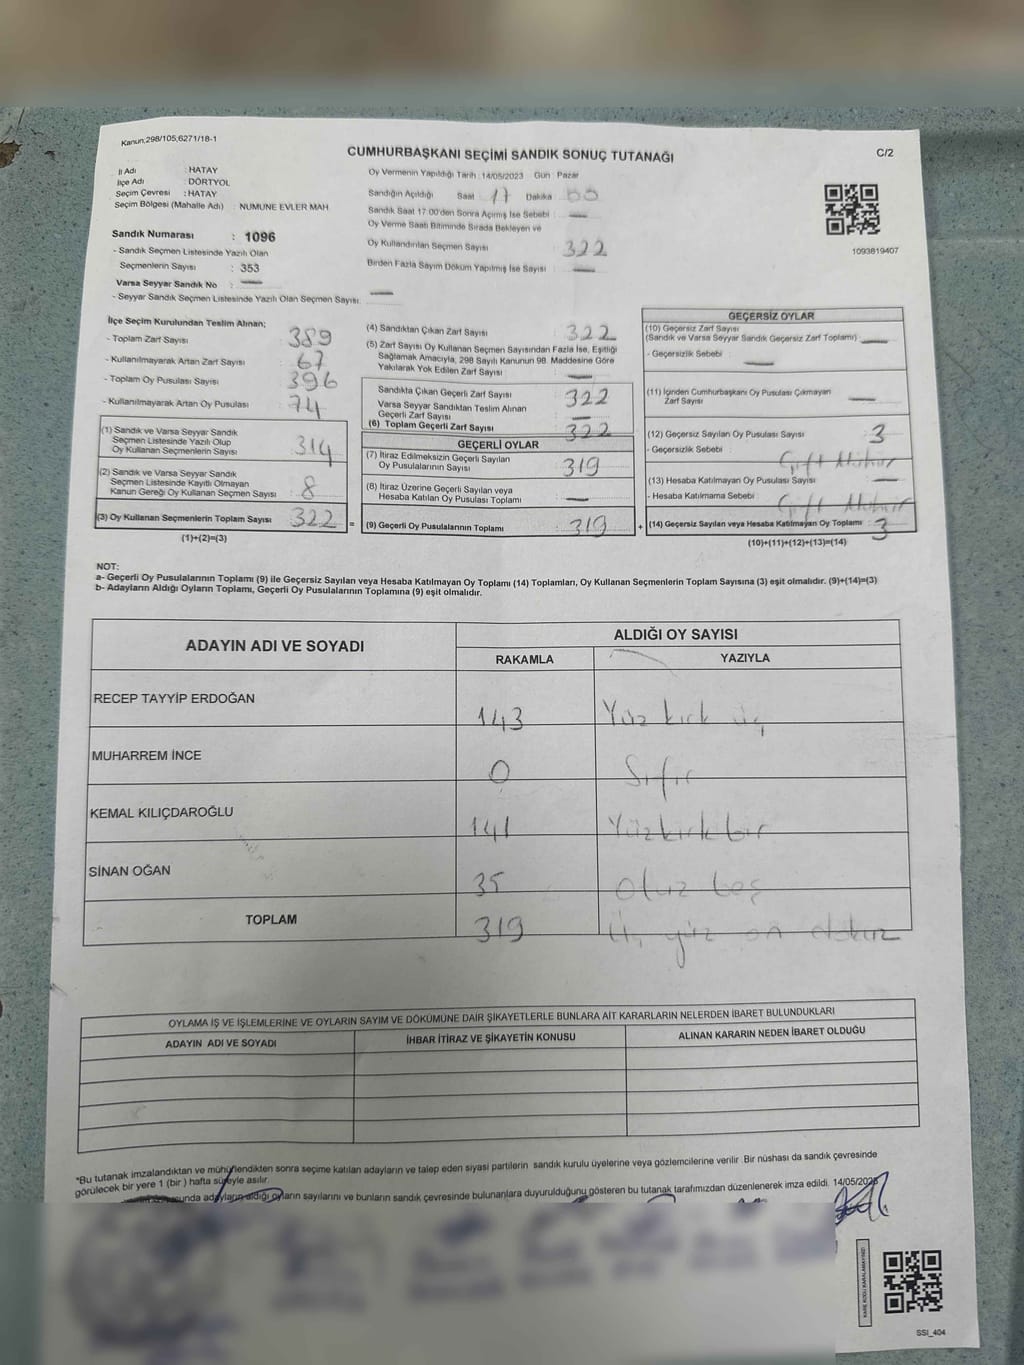 Kanun;298/105,6271/18-1
CUMHURBAŞKANI SEÇİMİ SANDIK SONUÇ TUTANAĞI
C/2
İl Adı : HATAY
İlçe Adı : DÖRTYOL
Seçim Çevresi : HATAY
Seçim Bölgesi (Mahalle Adı) NUMUNE EVLER MAH.
Sandık Numarası : 1096
- Sandık Seçmen Listesinde Yazılı Olan
Seçmenlerin Sayısı : 353
Varsa Seyyar Sandık No : —
- Seyyar Sandık Seçmen Listesinde Yazılı Olan Seçmen Sayısı: —
Oy Vermenin Yapıldığı Tarih :14/05/2023 Gün : Pazar
Sandığın Açıldığı Saat 17 Dakika 00
Sandık Saat 17:00'den Sonra Açılmış İse Sebebi : —
Oy Verme Saati Bitiminde Sırada Bekleyen ve
Oy Kullandırılan Seçmen Sayısı : 322
Birden Fazla Sayım Döküm Yapılmış İse Sayısı : —
1093819407
İlçe Seçim Kurulundan Teslim Alınan;
- Toplam Zarf Sayısı : 389
- Kullanılmayarak Artan Zarf Sayısı : 67
- Toplam Oy Pusulası Sayısı : 396
- Kullanılmayarak Artan Oy Pusulası : 74
(1) Sandık ve Varsa Seyyar Sandık
Seçmen Listesinde Yazılı Olup
Oy Kullanan Seçmenlerin Sayısı : 314
(2) Sandık ve Varsa Seyyar Sandık
Seçmen Listesinde Kayıtlı Olmayan
Kanun Gereği Oy Kullanan Seçmen Sayısı : 8
(3) Oy Kullanan Seçmenlerin Toplam Sayısı : 322 =
(1)+(2)=(3)
(4) Sandıktan Çıkan Zarf Sayısı : 322
(5) Zarf Sayısı Oy Kullanan Seçmen Sayısından Fazla İse, Eşitliği
Sağlamak Amacıyla, 298 Sayılı Kanunun 98. Maddesine Göre
Yakılarak Yok Edilen Zarf Sayısı : —
Sandıkta Çıkan Geçerli Zarf Sayısı : 322
Varsa Seyyar Sandıktan Teslim Alınan
Geçerli Zarf Sayısı : —
(6) Toplam Geçerli Zarf Sayısı : 322
GEÇERLİ OYLAR
(7) İtiraz Edilmeksizin Geçerli Sayılan
Oy Pusulalarının Sayısı : 319
(8) İtiraz Üzerine Geçerli Sayılan veya
Hesaba Katılan Oy Pusulası Toplamı : —
(9) Geçerli Oy Pusulalarının Toplamı : 319 +
GEÇERSİZ OYLAR
(10) Geçersiz Zarf Sayısı
(Sandık ve Varsa Seyyar Sandık Geçersiz Zarf Toplamı) : —
- Geçersizlik Sebebi : —
(11) İçinden Cumhurbaşkanı Oy Pusulası Çıkmayan
Zarf Sayısı : —
(12) Geçersiz Sayılan Oy Pusulası Sayısı : 3
- Geçersizlik Sebebi : Çift Mühür
(13) Hesaba Katılmayan Oy Pusulası Sayısı : —
- Hesaba Katılmama Sebebi : Çift Mühür
(14) Geçersiz Sayılan veya Hesaba Katılmayan Oy Toplamı : 3
(10)+(11)+(12)+(13)=(14)
NOT:
a- Geçerli Oy Pusulalarının Toplamı (9) ile Geçersiz Sayılan veya Hesaba Katılmayan Oy Toplamı (14) Toplamları, Oy Kullanan Seçmenlerin Toplam Sayısına (3) eşit olmalıdır. (9)+(14)=(3)
b- Adayların Aldığı Oyların Toplamı, Geçerli Oy Pusulalarının Toplamına (9) eşit olmalıdır.
ADAYIN ADI VE SOYADI
ALDIĞI OY SAYISI
RAKAMLA YAZIYLA
RECEP TAYYİP ERDOĞAN 143 Yüz kırk üç
MUHARREM İNCE 0 Sıfır
KEMAL KILIÇDAROĞLU 141 Yüzkırkbir
SİNAN OĞAN 35 Otuz beş
TOPLAM 319 Üç yüz on dokuz
OYLAMA İŞ VE İŞLEMLERİNE VE OYLARIN SAYIM VE DÖKÜMÜNE DAİR ŞİKAYETLERLE BUNLARA AİT KARARLARIN NELERDEN İBARET BULUNDUKLARI
ADAYIN ADI VE SOYADI İHBAR İTİRAZ VE ŞİKAYETİN KONUSU ALINAN KARARIN NEDEN İBARET OLDUĞU
*Bu tutanak imzalandıktan ve mühürlendikten sonra seçime katılan adayların ve talep eden siyasi partilerin sandık kurulu üyelerine veya gözlemcilerine verilir. Bir nüshası da sandık çevresinde
görülecek bir yere 1 (bir) hafta süreyle asılır.
adayların aldığı oyların sayılarını ve bunların sandık çevresinde bulunanlara duyurulduğunu gösteren bu tutanak tarafımızdan düzenlenerek imza edildi. 14/05/2023
KARE KODU KARALAMAYINIZ!
SSI_404